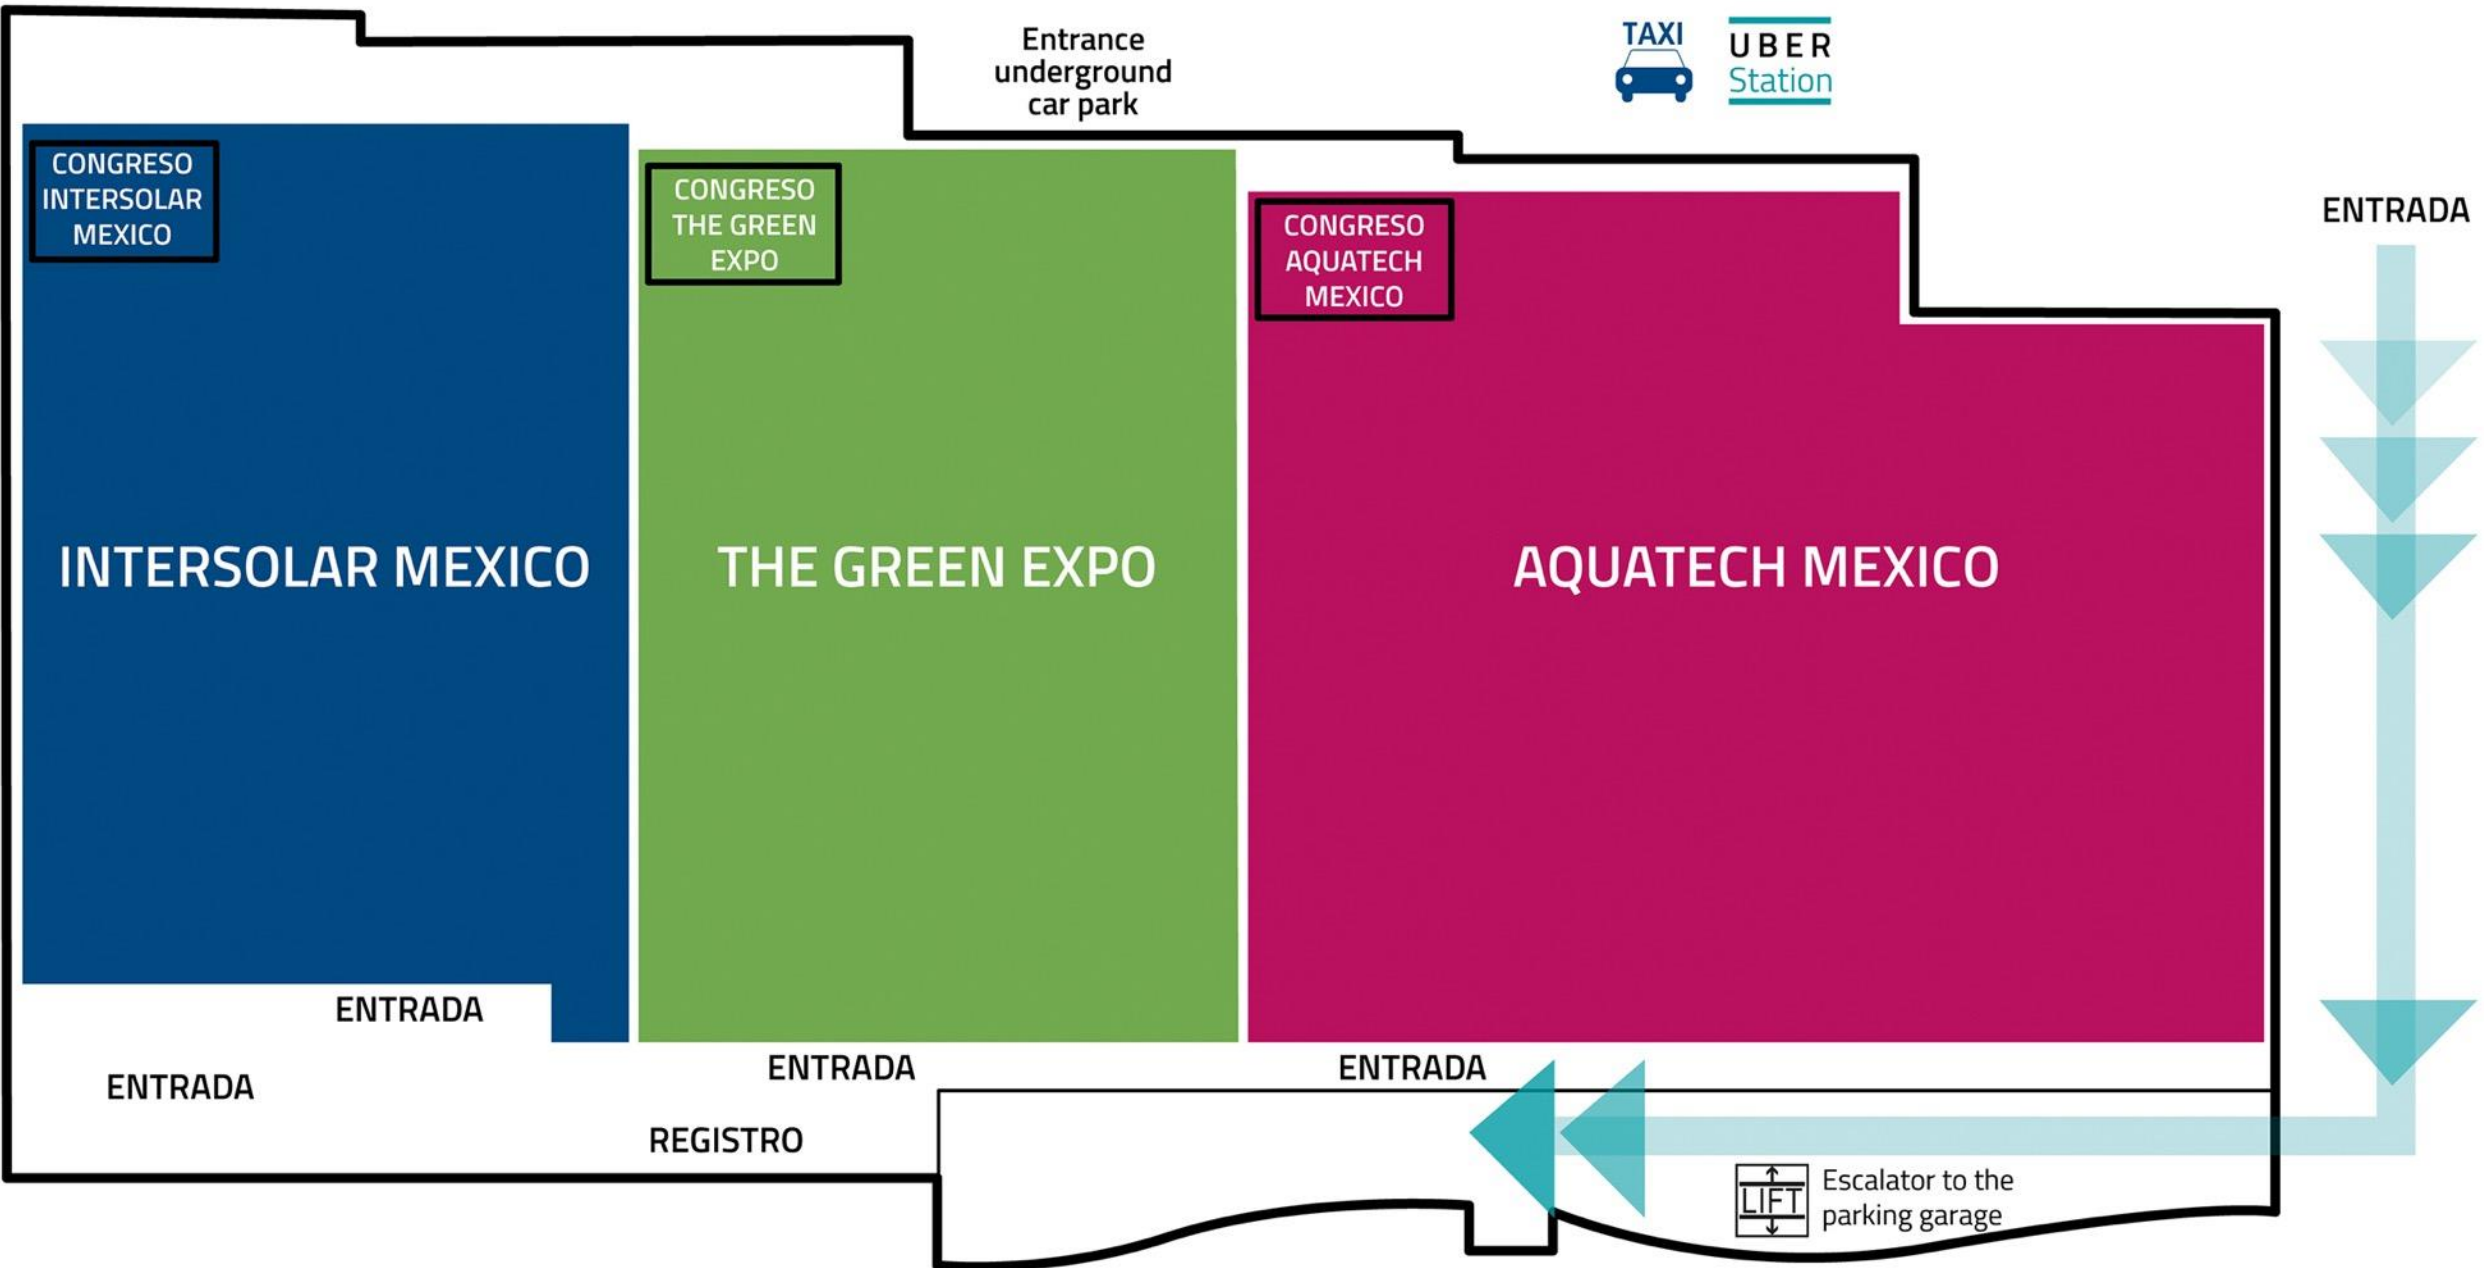 Entrance
underground
car park
TAXI
UBER
Station
CONGRESO
INTERSOLAR
MEXICO
CONGRESO
THE GREEN
EXPO
CONGRESO
AQUATECH
MEXICO
ENTRADA
INTERSOLAR MEXICO
THE GREEN EXPO
AQUATECH MEXICO
ENTRADA
ENTRADA
ENTRADA
ENTRADA
REGISTRO
LIFT
Escalator to the
parking garage